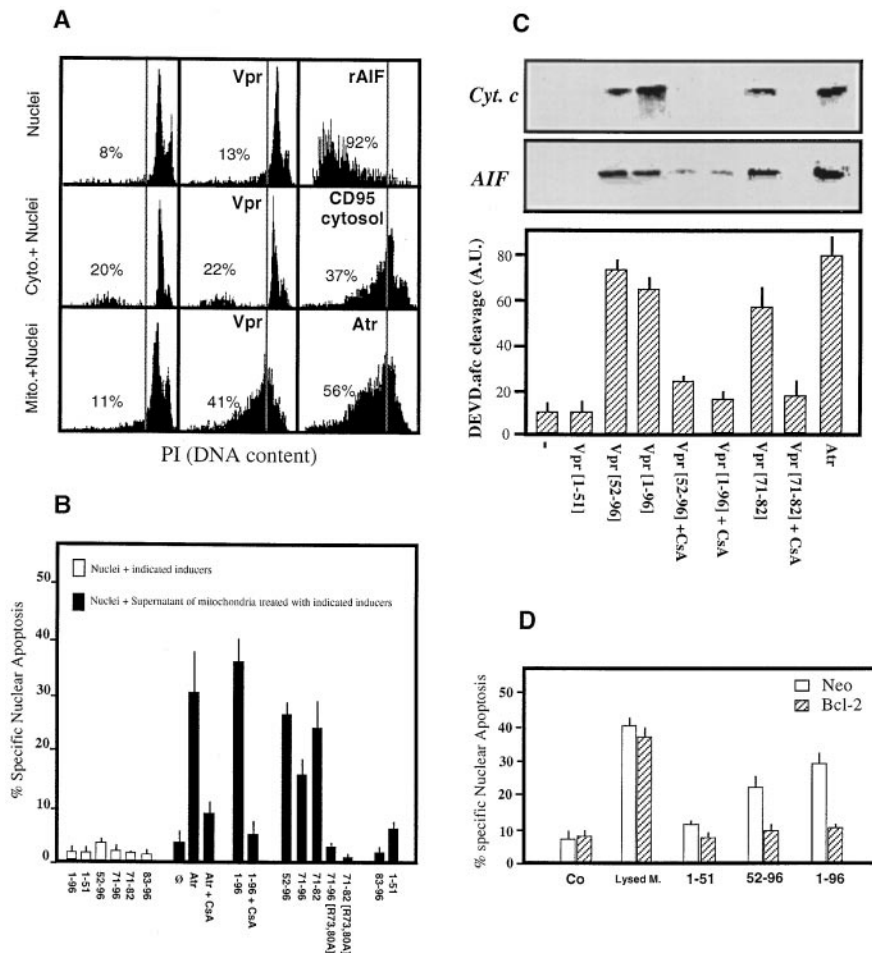 A
Nuclei
8%
Vpr
13%
rAIF
92%
Cyto.+ Nuclei
20%
Vpr
22%
CD95
cytosol
37%
Mito.+Nuclei
11%
Vpr
41%
Atr
56%
PI (DNA content)
B
% Specific Nuclear Apoptosis
50
40
30
20
10
0
Nuclei + indicated inducers
Nuclei + Supernatant of mitochondria treated with indicated inducers
1-96
1-51
52-96
71-96
71-82
83-96
Ø
Atr
Atr + CsA
1-96
1-96 + CsA
52-96
71-96
71-82
71-96 [R73,80A]
71-82 [R73,80A]
83-96
1-51
C
Cyt. c
AIF
DEVD.afc cleavage (A.U.)
80
60
40
20
0
-
Vpr [1-51]
Vpr [52-96]
Vpr [1-96]
Vpr [52-96] +CsA
Vpr [1-96] + CsA
Vpr [71-82]
Vpr [71-82] + CsA
Atr
D
% specific Nuclear Apoptosis
50
40
30
20
10
0
Neo
Bcl-2
Co
Lysed M.
1-51
52-96
1-96